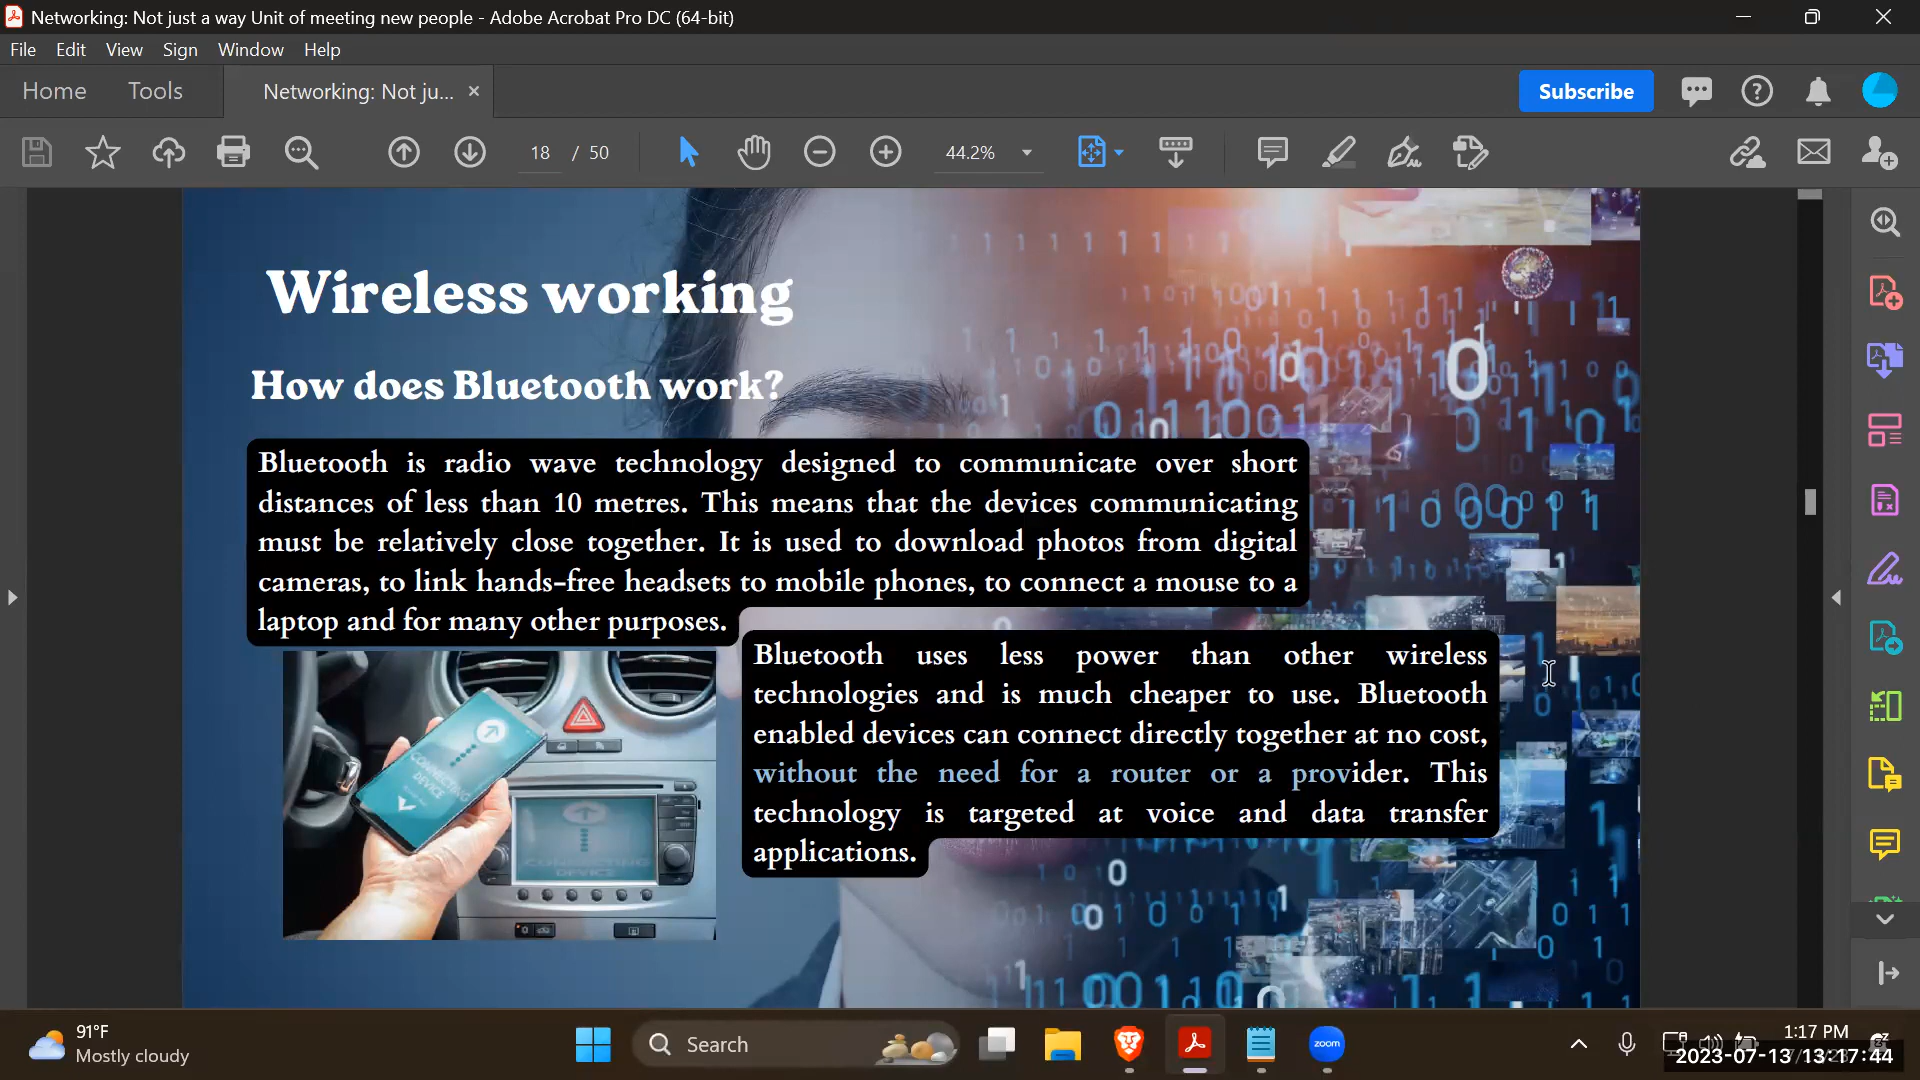 Networking: Not just a way Unit of meeting new people - Adobe Acrobat Pro DC (64-bit)
File Edit View Sign Window Help
Home Tools Networking: Not ju... Subscribe
18 / 50 44.2%
Wireless working
How does Bluetooth work?
Bluetooth is radio wave technology designed to communicate over short
distances of less than 10 metres. This means that the devices communicating
must be relatively close together. It is used to download photos from digital
cameras, to link hands-free headsets to mobile phones, to connect a mouse to a
laptop and for many other purposes.
Bluetooth uses less power than other wireless
technologies and is much cheaper to use. Bluetooth
enabled devices can connect directly together at no cost,
without the need for a router or a provider. This
technology is targeted at voice and data transfer
applications.
CONNECTING
DEVICE
CONNECTING
DEVICE
91°F
Mostly cloudy
Search
zoom
1:17 PM
2023-07-13 13:17:44